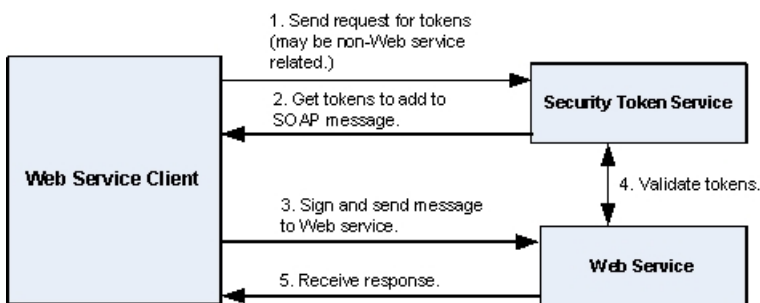 1. Send request for tokens
(may be non-Web service
related.)
2. Get tokens to add to
SOAP message.
Security Token Service
Web Service Client
4. Validate tokens.
3. Sign and send message
to Web service.
Web Service
5. Receive response.